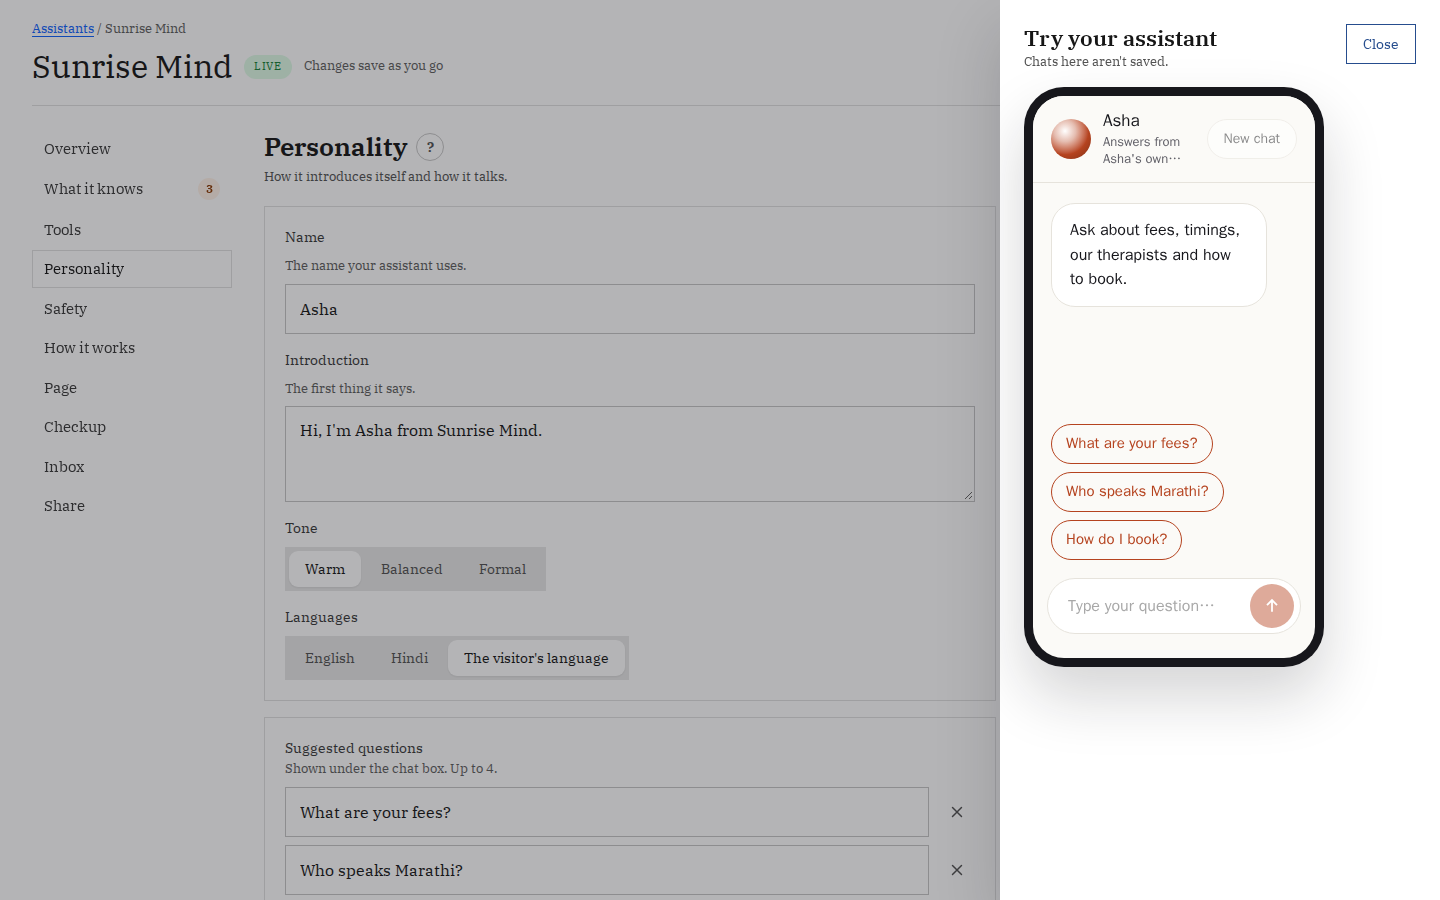 Assistants / Sunrise Mind
Sunrise Mind
LIVE
Changes save as you go
Overview
What it knows
3
Tools
Personality
Safety
How it works
Page
Checkup
Inbox
Share
Personality
?
How it introduces itself and how it talks.
Name
The name your assistant uses.
Asha
Introduction
The first thing it says.
Hi, I'm Asha from Sunrise Mind.
Tone
Warm
Balanced
Formal
Languages
English
Hindi
The visitor's language
Suggested questions
Shown under the chat box. Up to 4.
What are your fees?
Who speaks Marathi?
Try your assistant
Chats here aren't saved.
Close
Asha
Answers from
Asha's own…
New chat
Ask about fees, timings,
our therapists and how
to book.
What are your fees?
Who speaks Marathi?
How do I book?
Type your question…